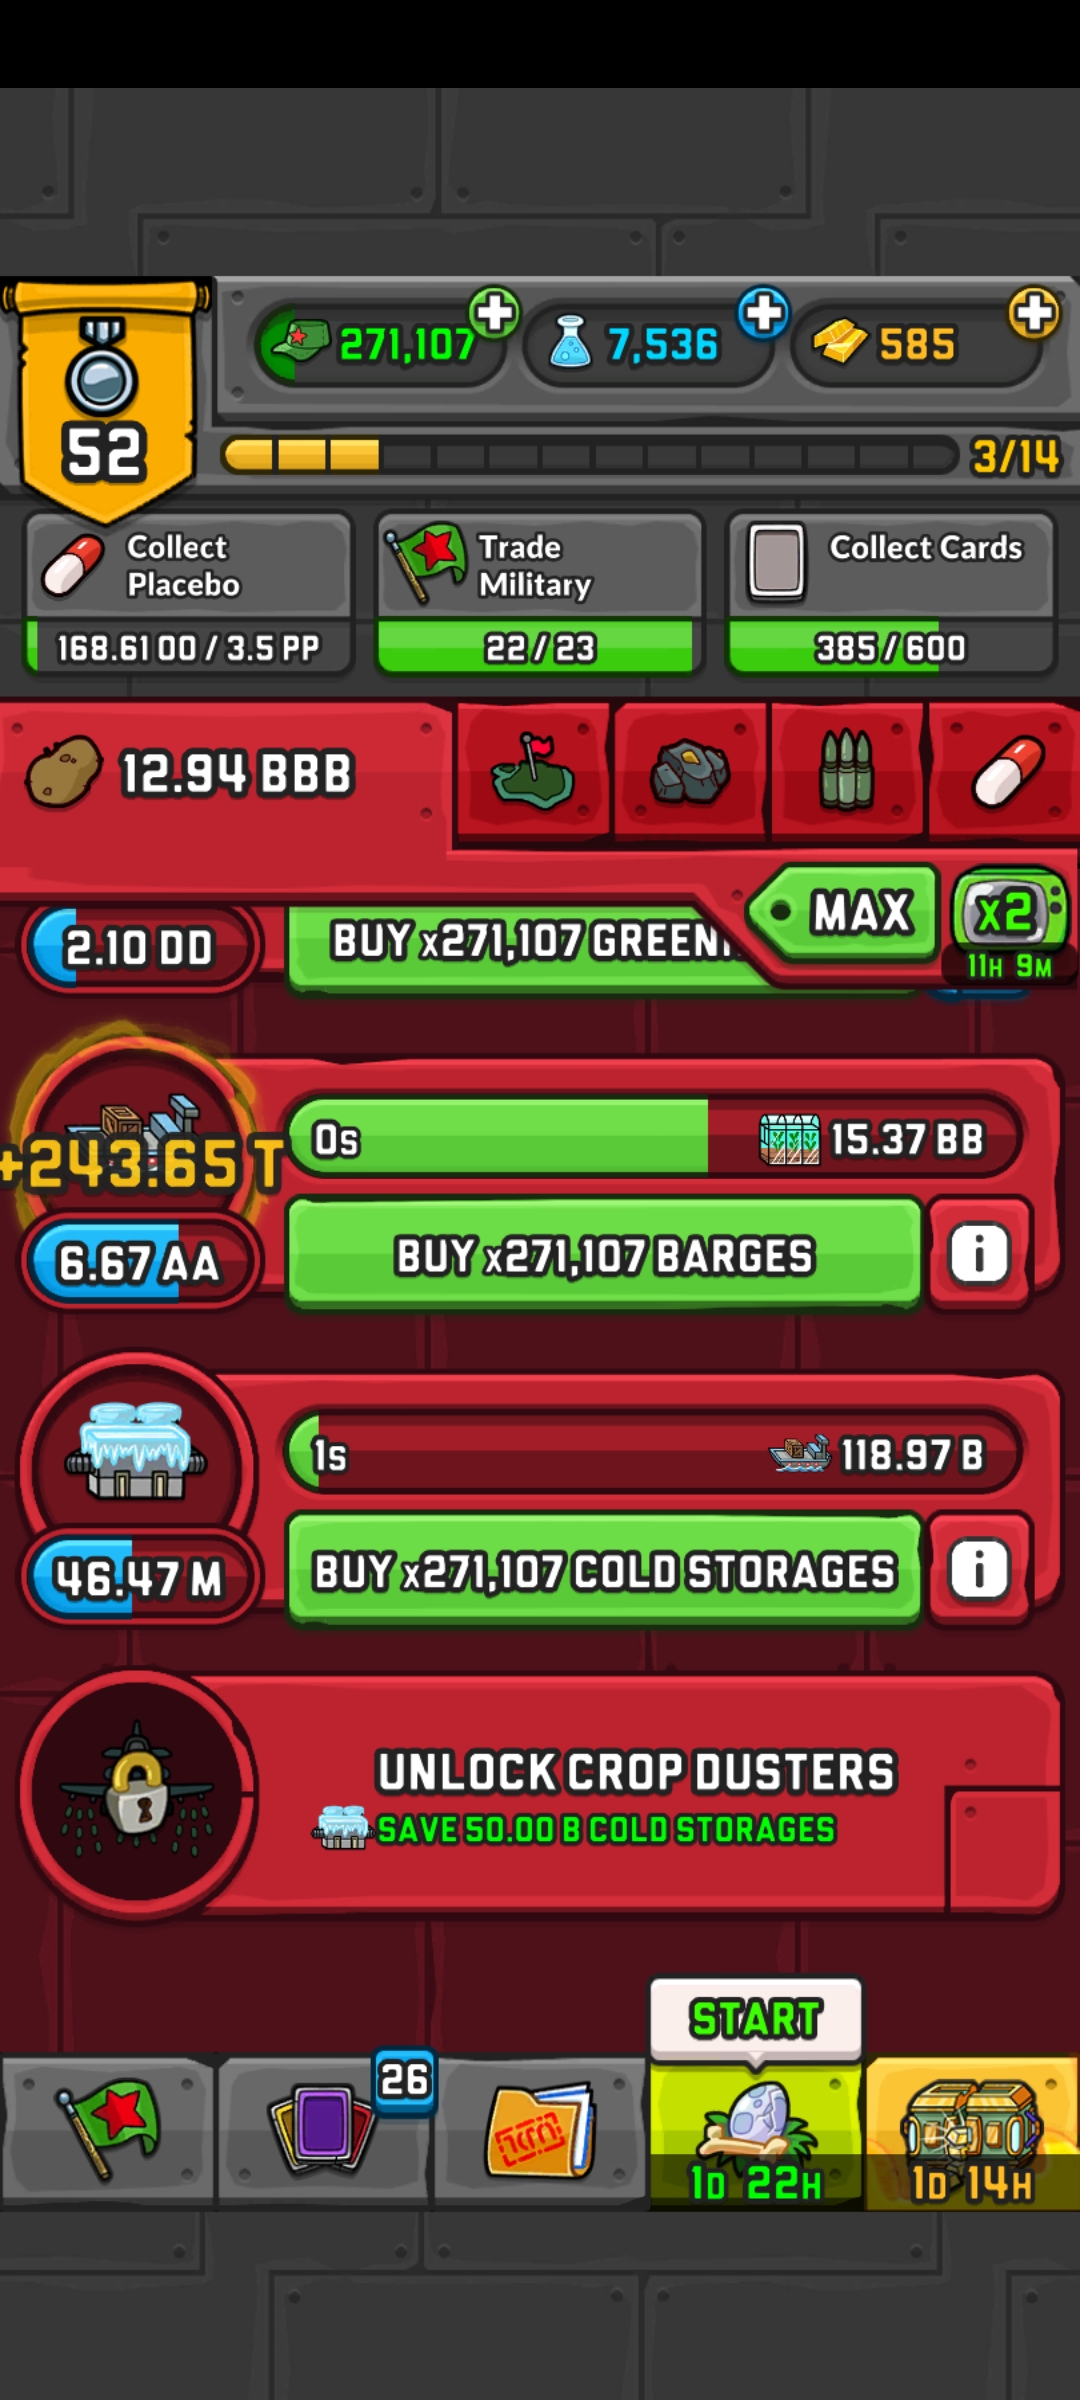 271,107
7,536
585
52
3/14
Collect
Placebo
168.61 OO / 3.5 PP
Trade
Military
22 / 23
Collect Cards
385 / 600
12.94 BBB
MAX
x2
11H 9M
2.10 DD
BUY x271,107
+243.65 T
0s
15.37 BB
6.67 AA
BUY x271,107 BARGES
i
1s
118.97 B
46.47 M
BUY x271,107 COLD STORAGES
i
UNLOCK CROP DUSTERS
SAVE 50.00 B COLD STORAGES
START
26
1D 22H
1D 14H